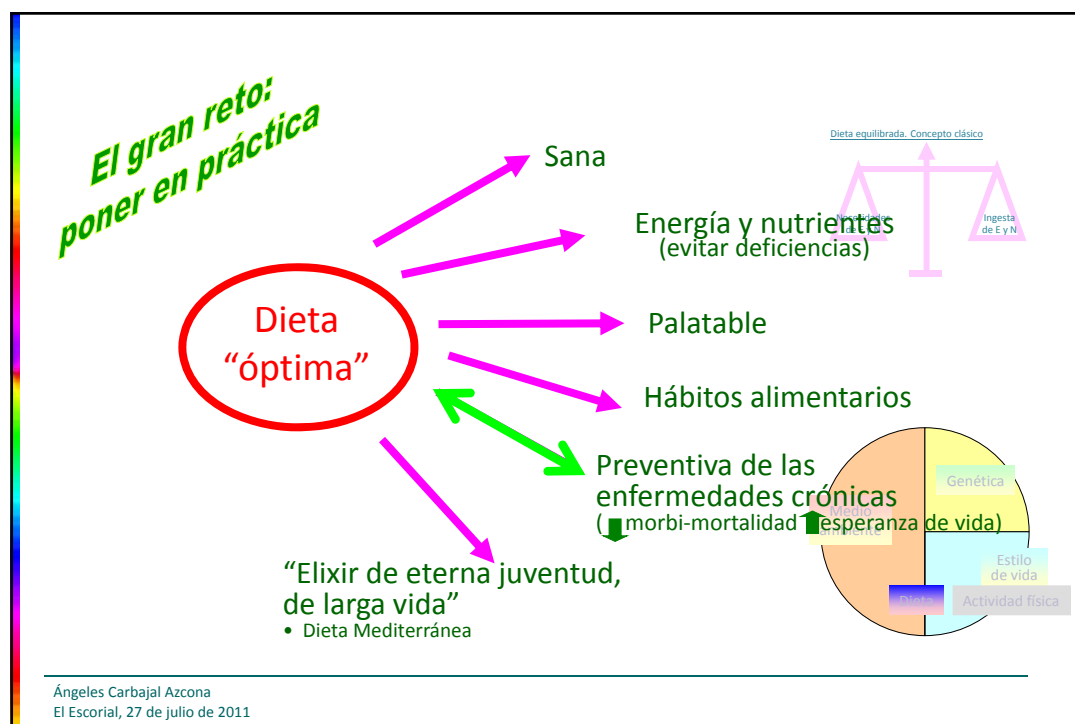 El gran reto:
poner en práctica
Dieta equilibrada. Concepto clásico
Necesidades
de E y N
Ingesta
de E y N
Sana
Energía y nutrientes
(evitar deficiencias)
Dieta
“óptima”
Palatable
Hábitos alimentarios
Preventiva de las
enfermedades crónicas
( morbi-mortalidad esperanza de vida)
Genética
Medio
ambiente
Estilo
de vida
Dieta
Actividad física
“Elixir de eterna juventud,
de larga vida”
• Dieta Mediterránea
Ángeles Carbajal Azcona
El Escorial, 27 de julio de 2011